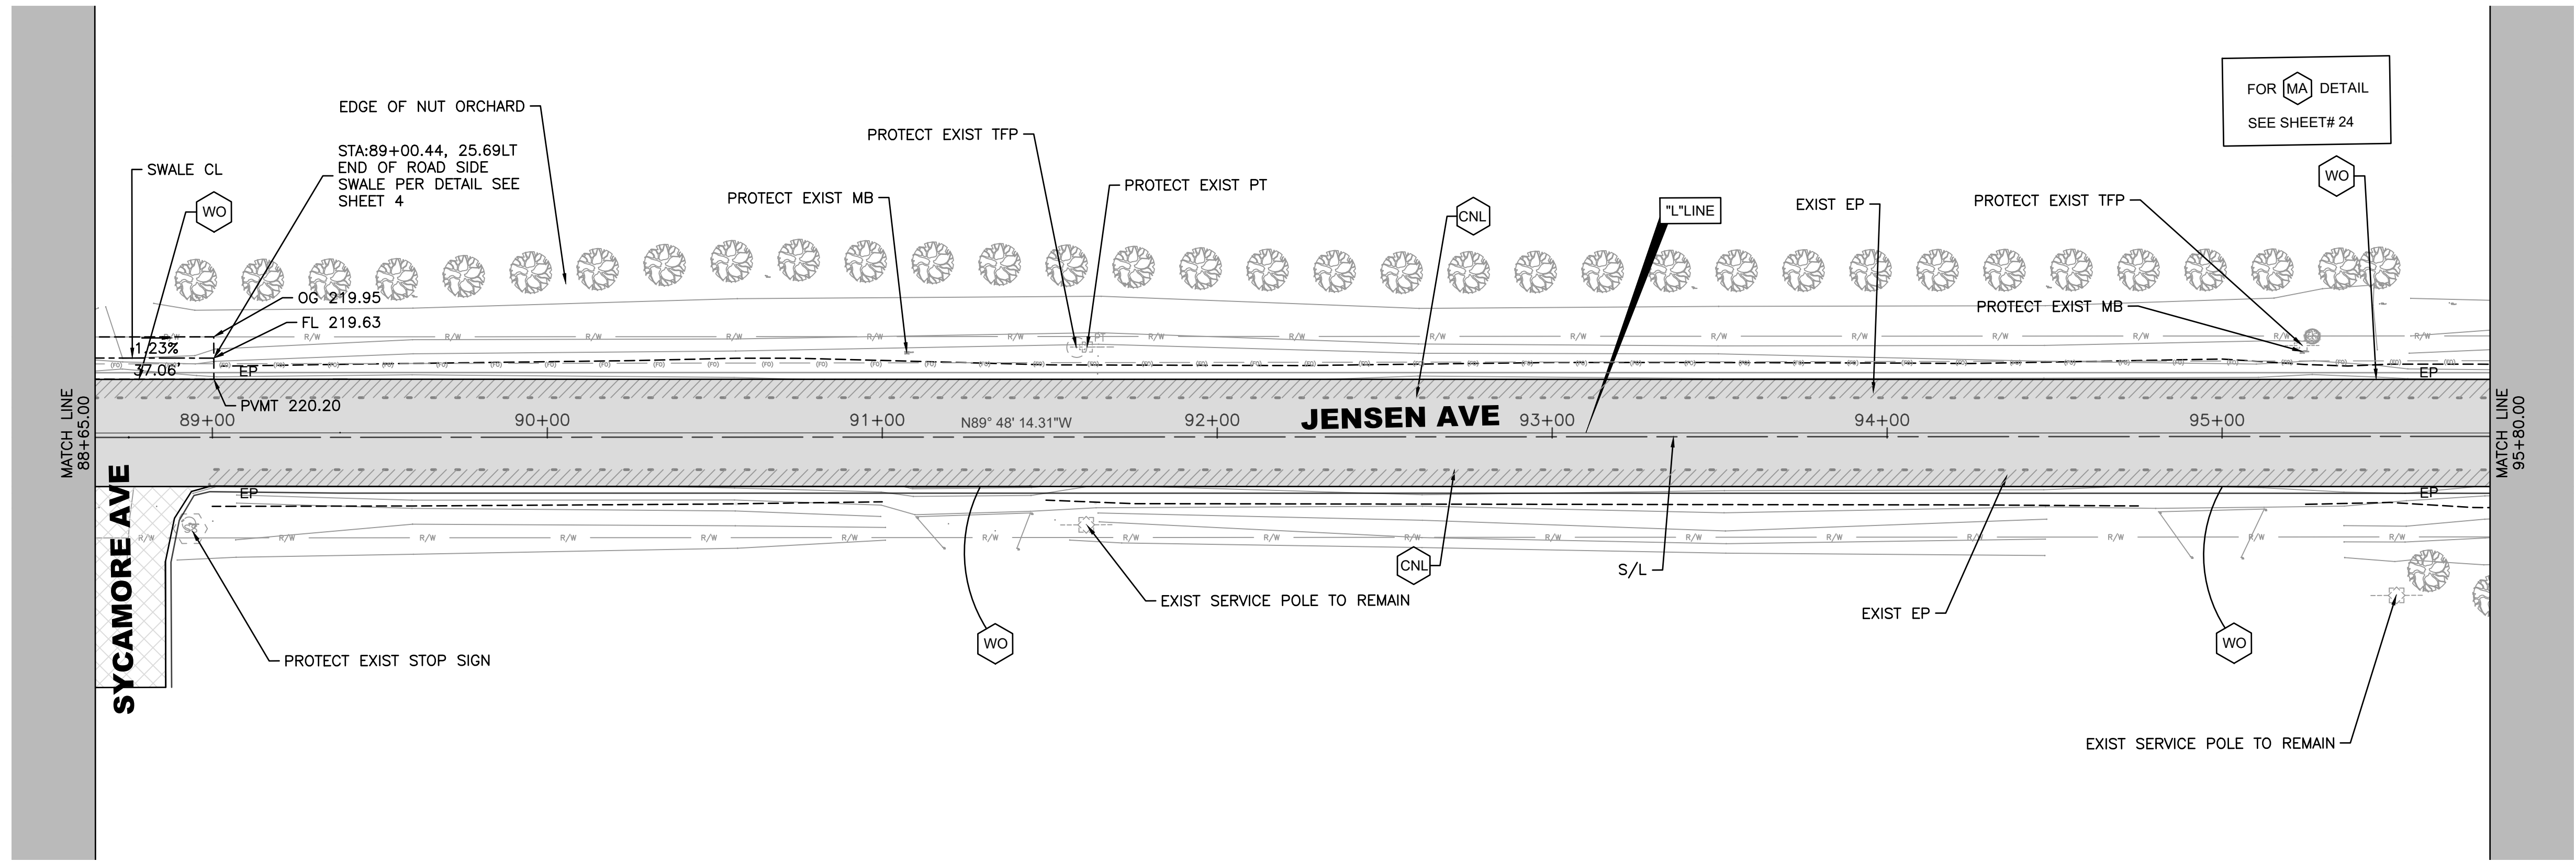 EDGE OF NUT ORCHARD
STA:89+00.44, 25.69LT
END OF ROAD SIDE
SWALE PER DETAIL SEE
SHEET 4
SWALE CL
WO
PROTECT EXIST TFP
PROTECT EXIST MB
PROTECT EXIST PT
CNL
"L"LINE
EXIST EP
PROTECT EXIST TFP
FOR MA DETAIL
SEE SHEET# 24
WO
PROTECT EXIST MB
OG 219.95
FL 219.63
1.23%
37.06'
EP
PVMT 220.20
R/W R/W R/W R/W R/W R/W R/W R/W R/W R/W R/W R/W R/W R/W R/W R/W R/W
PT
(FO)
EP
MATCH LINE
88+65.00
89+00
90+00
91+00
N89° 48' 14.31"W
92+00
JENSEN AVE
93+00
94+00
95+00
MATCH LINE
95+80.00
SYCAMORE AVE
EP
EP
R/W R/W R/W R/W R/W R/W R/W R/W R/W R/W R/W R/W R/W R/W R/W R/W R/W
CNL
S/L
EXIST SERVICE POLE TO REMAIN
EXIST EP
WO
WO
PROTECT EXIST STOP SIGN
EXIST SERVICE POLE TO REMAIN